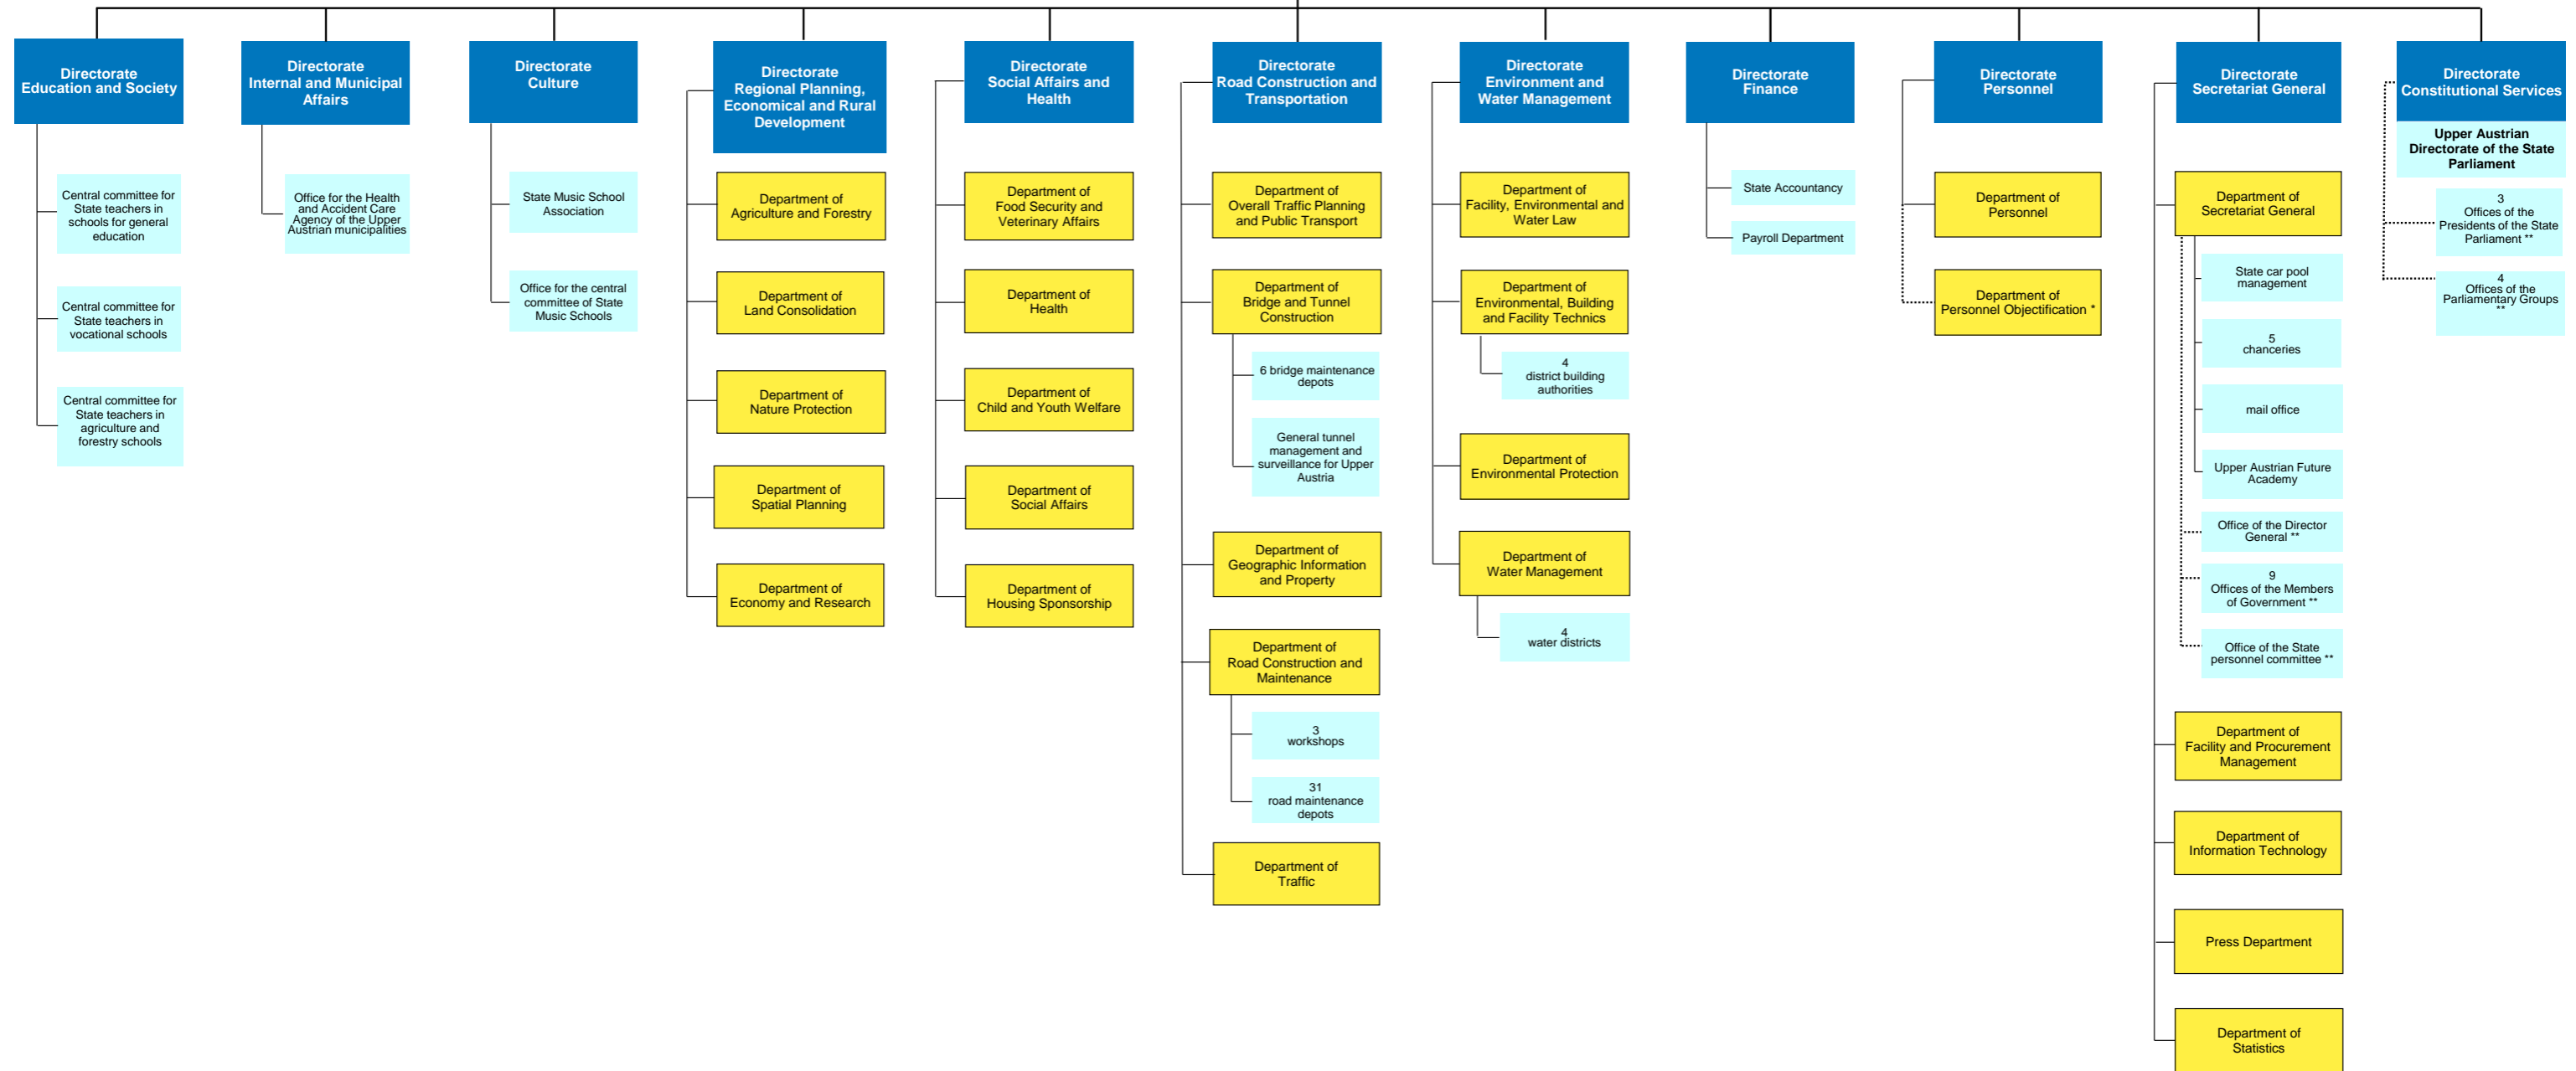 Directorate
Education and Society
Central committee for
State teachers in
schools for general
education
Central committee for
State teachers in
vocational schools
Central committee for
State teachers in
agriculture and
forestry schools
Directorate
Internal and Municipal
Affairs
Office for the Health
and Accident Care
Agency of the Upper
Austrian municipalities
Directorate
Culture
State Music School
Association
Office for the central
committee of State
Music Schools
Directorate
Regional Planning,
Economical and Rural
Development
Department of
Agriculture and Forestry
Department of
Land Consolidation
Department of
Nature Protection
Department of
Spatial Planning
Department of
Economy and Research
Directorate
Social Affairs and
Health
Department of
Food Security and
Veterinary Affairs
Department of
Health
Department of
Child and Youth Welfare
Department of
Social Affairs
Department of
Housing Sponsorship
Directorate
Road Construction and
Transportation
Department of
Overall Traffic Planning
and Public Transport
Department of
Bridge and Tunnel
Construction
6 bridge maintenance
depots
General tunnel
management and
surveillance for Upper
Austria
Department of
Geographic Information
and Property
Department of
Road Construction and
Maintenance
3
workshops
31
road maintenance
depots
Department of
Traffic
Directorate
Environment and
Water Management
Department of
Facility, Environmental and
Water Law
Department of
Environmental, Building
and Facility Technics
4
district building
authorities
Department of
Environmental Protection
Department of
Water Management
4
water districts
Directorate
Finance
State Accountancy
Payroll Department
Directorate
Personnel
Department of
Personnel
Department of
Personnel Objectification *
Directorate
Secretariat General
Department of
Secretariat General
State car pool
management
5
chanceries
mail office
Upper Austrian Future
Academy
Office of the Director
General **
9
Offices of the Members
of Government **
Office of the State
personnel committee **
Department of
Facility and Procurement
Management
Department of
Information Technology
Press Department
Department of
Statistics
Directorate
Constitutional Services
Upper Austrian
Directorate of the State
Parliament
3
Offices of the
Presidents of the State
Parliament **
4
Offices of the
Parliamentary Groups
**